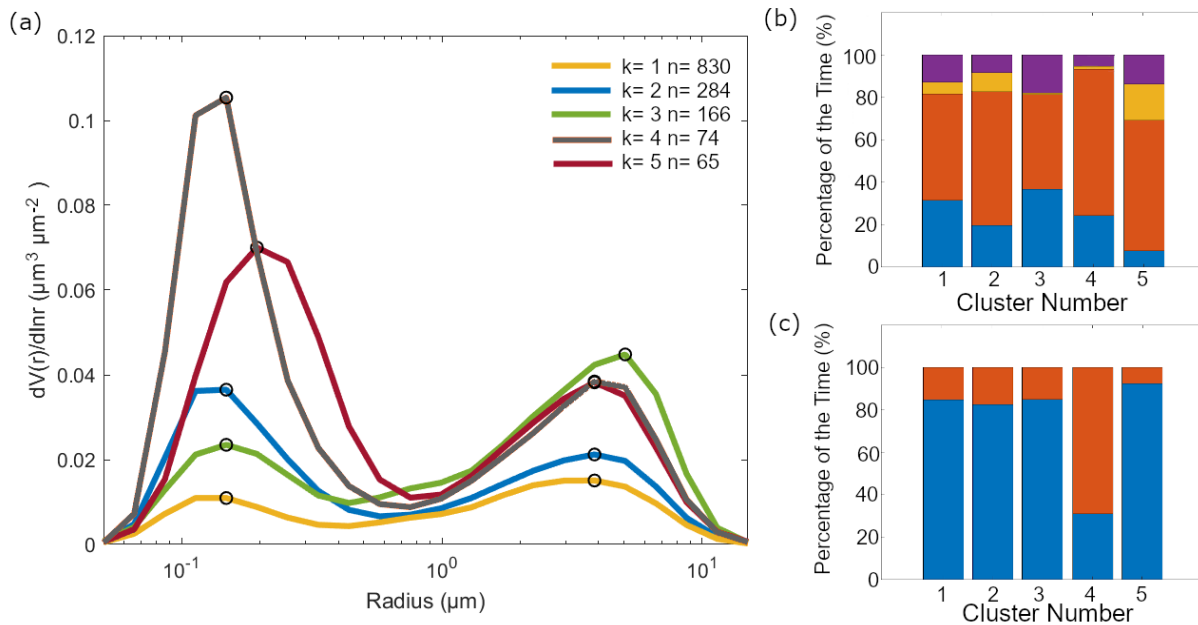 (a)
0.12
0.1
0.08
0.06
0.04
0.02
0
dV(r)/dlnr (µm³ µm⁻²)
k= 1 n= 830
k= 2 n= 284
k= 3 n= 166
k= 4 n= 74
k= 5 n= 65
10⁻¹ 10⁰ 10¹
Radius (µm)
(b)
Percentage of the Time (%)
100
80
60
40
20
0
1 2 3 4 5
Cluster Number
(c)
Percentage of the Time (%)
100
80
60
40
20
0
1 2 3 4 5
Cluster Number